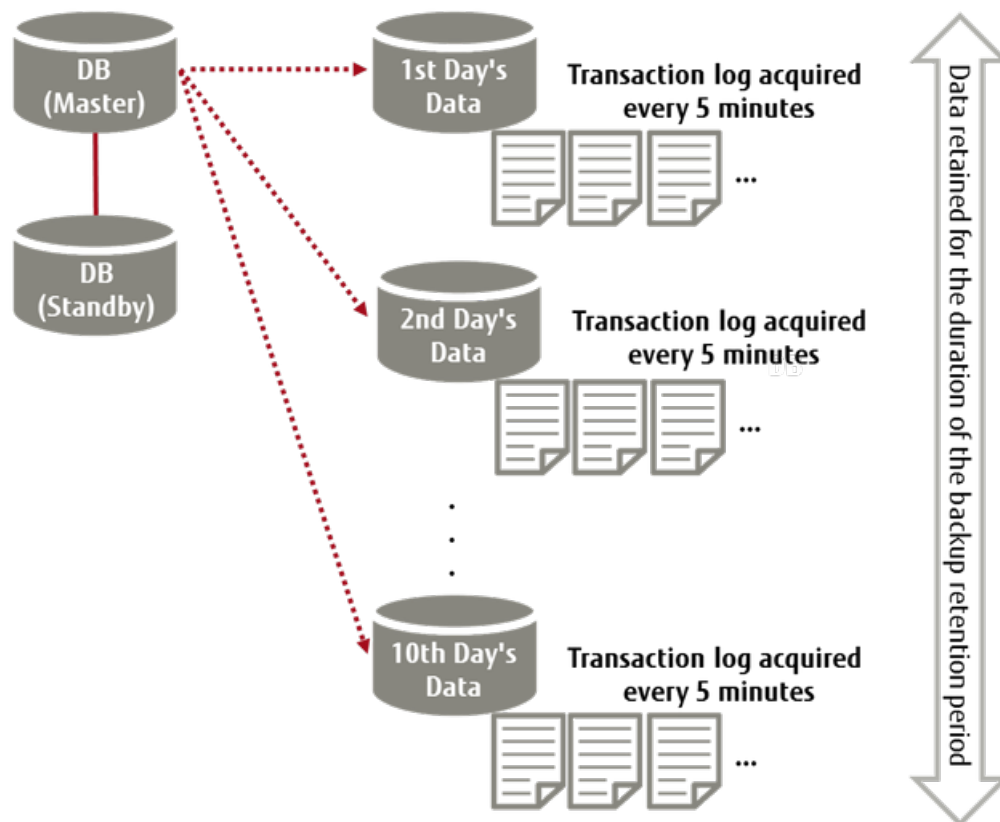 DB
(Master)
1st Day's
Data
Transaction log acquired
every 5 minutes
...
DB
(Standby)
2nd Day's
Data
Transaction log acquired
every 5 minutes
DB
...
.
.
.
10th Day's
Data
Transaction log acquired
every 5 minutes
...
Data retained for the duration of the backup retention period